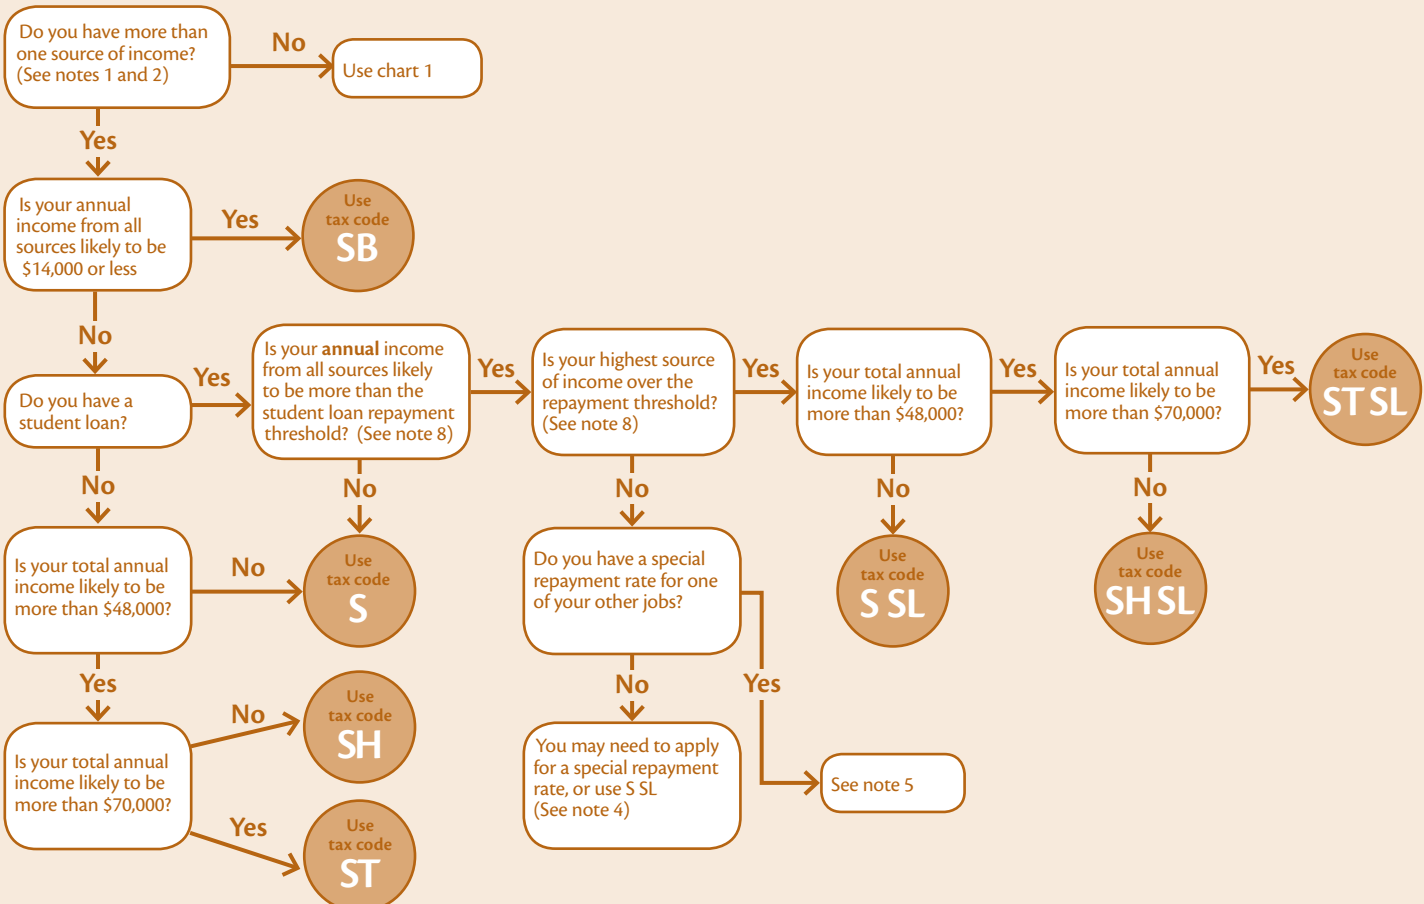 Do you have more than
one source of income?
(See notes 1 and 2)
No
Use chart 1
Yes
Is your annual
income from all
sources likely to be
$14,000 or less
Yes
Use
tax code
SB
No
Do you have a
student loan?
Yes
Is your annual income
from all sources likely
to be more than the
student loan repayment
threshold? (See note 8)
Yes
Is your highest source
of income over the
repayment threshold?
(See note 8)
Yes
Is your total annual
income likely to be
more than $48,000?
Yes
Is your total annual
income likely to be
more than $70,000?
Yes
Use
tax code
ST SL
No
No
No
No
No
Is your total annual
income likely to be
more than $48,000?
No
Use
tax code
S
Do you have a special
repayment rate for one
of your other jobs?
Use
tax code
S SL
Use
tax code
SH SL
Yes
No
Yes
Is your total annual
income likely to be
more than $70,000?
No
Use
tax code
SH
Yes
Use
tax code
ST
You may need to apply
for a special repayment
rate, or use S SL
(See note 4)
See note 5